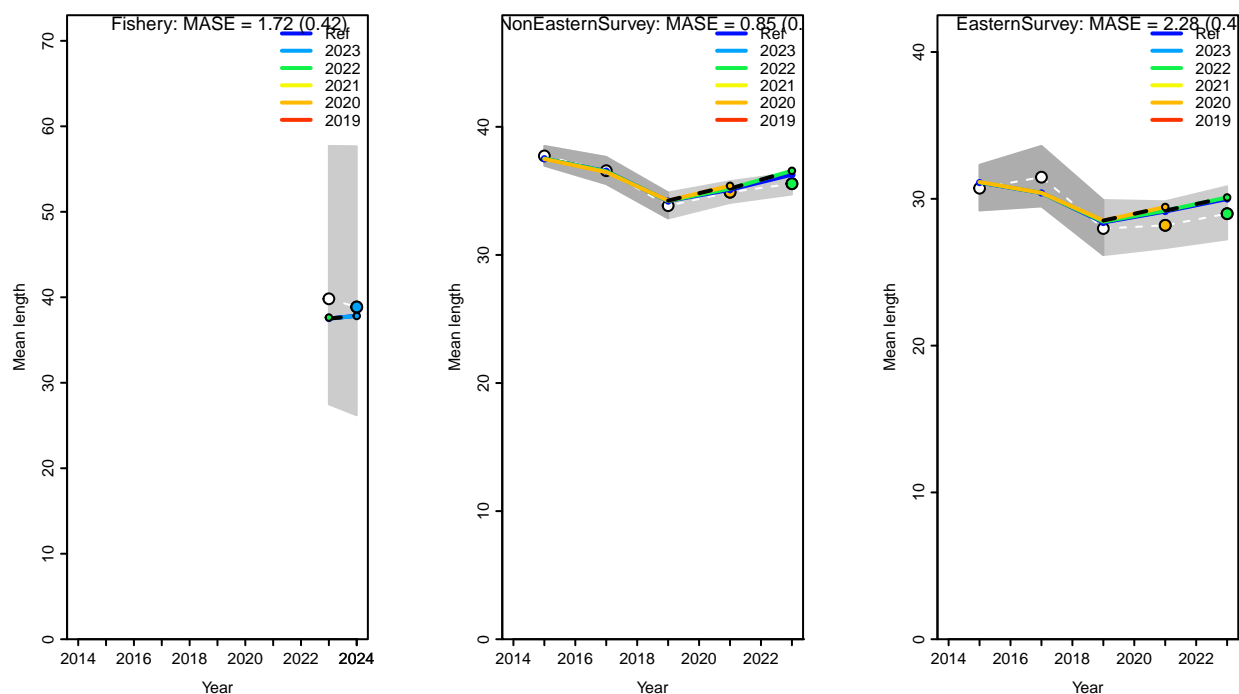 Fishery: MASE = 1.72 (0.42)
Ref
2023
2022
2021
2020
2019
70
60
50
40
30
20
10
0
Mean length
2014 2016 2018 2020 2022 2024
Year
NonEasternSurvey: MASE = 0.85 (0.
Ref
2023
2022
2021
2020
2019
40
30
20
10
0
Mean length
2014 2016 2018 2020 2022
Year
EasternSurvey: MASE = 2.28 (0.4
Ref
2023
2022
2021
2020
2019
40
30
20
10
0
Mean length
2014 2016 2018 2020 2022
Year